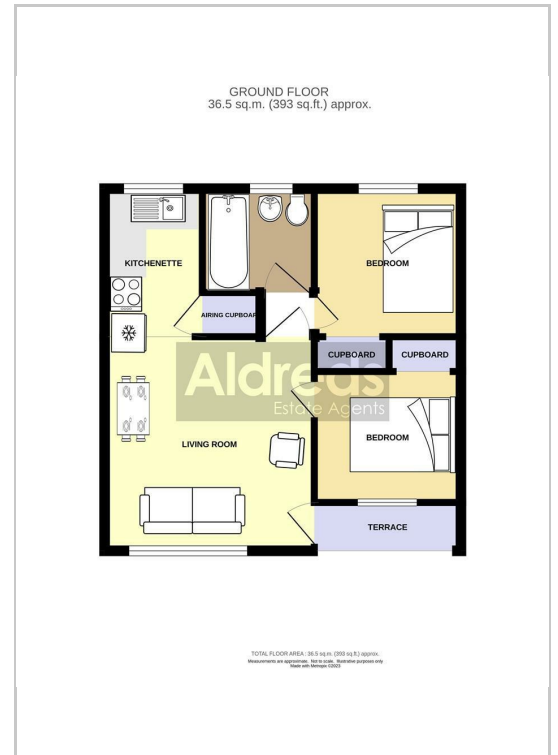 GROUND FLOOR
36.5 sq.m. (393 sq.ft.) approx.
KITCHENETTE
BEDROOM
AIRING CUPBOAR
CUPBOARD
CUPBOARD
Aldreds
Estate Agents
LIVING ROOM
BEDROOM
TERRACE
TOTAL FLOOR AREA : 36.5 sq.m. (393 sq.ft.) approx.
Measurements are approximate. Not to scale. Illustrative purposes only
Made with Metropix ©2023